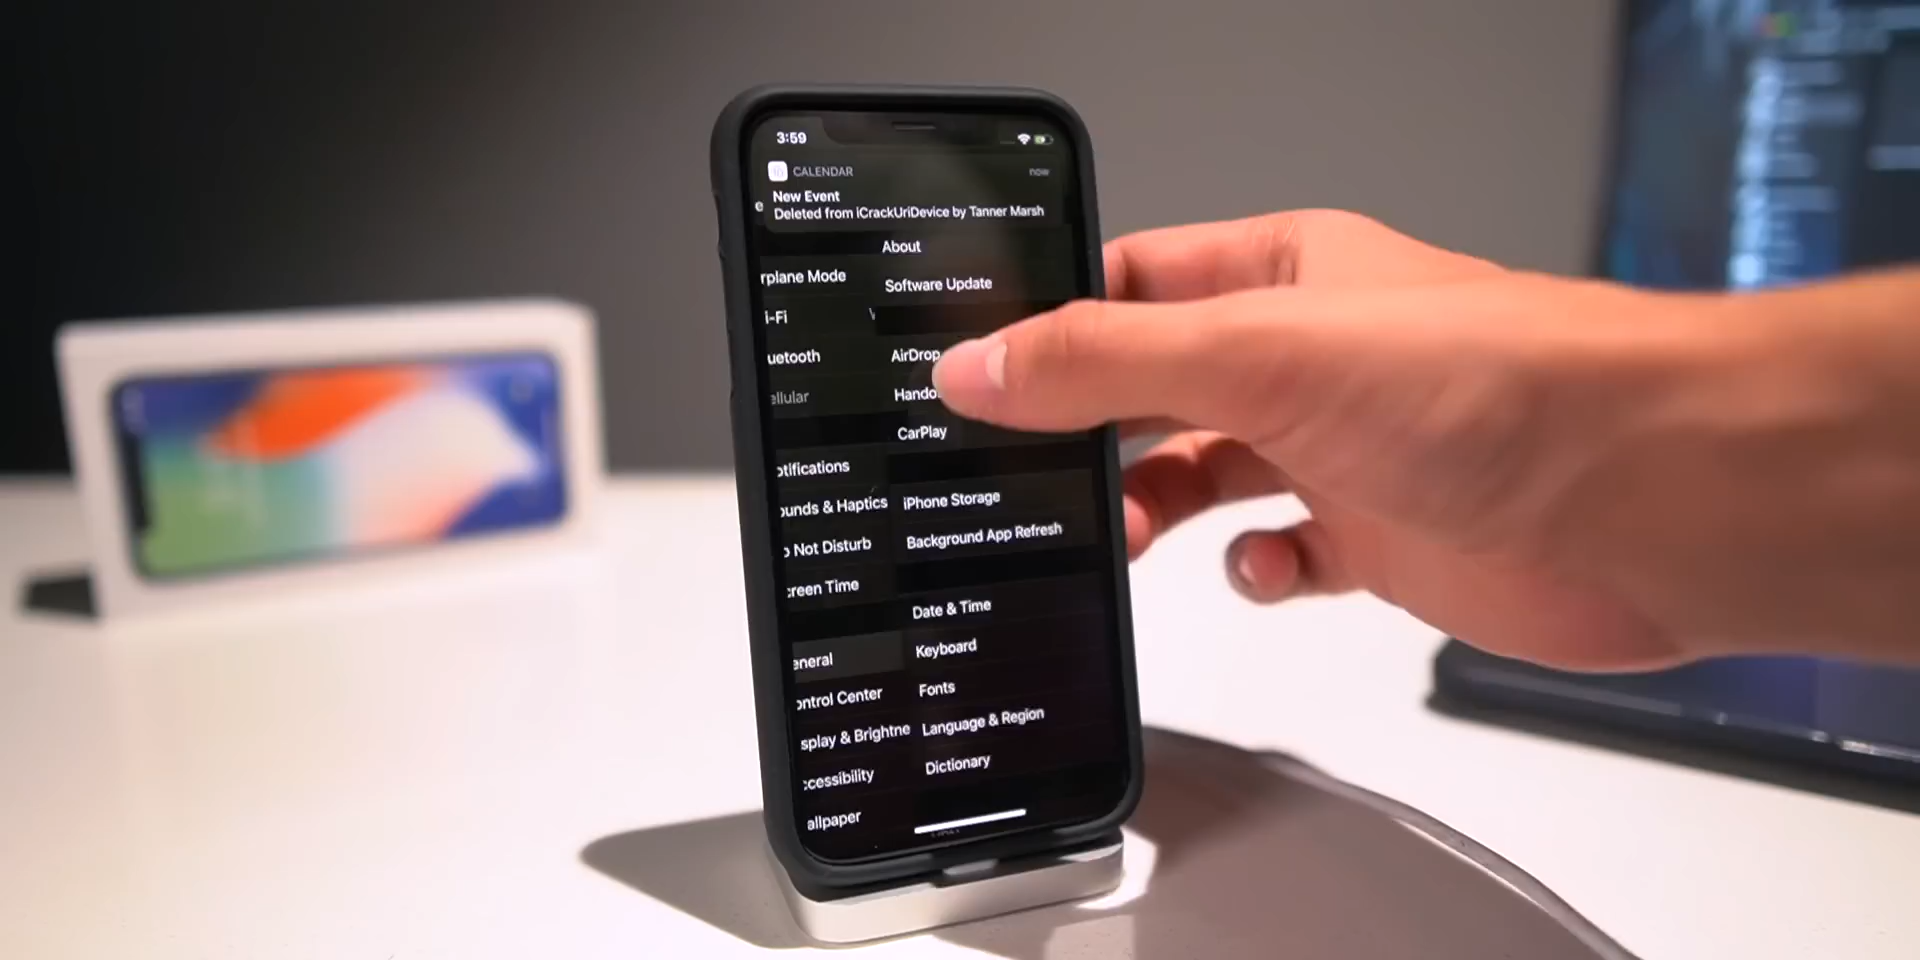 3:59
CALENDAR
now
New Event
Deleted from iCrackUriDevice by Tanner Marsh
About
rplane Mode
Software Update
i-Fi
uetooth
AirDrop
ellular
Hando
CarPlay
otifications
ounds & Haptics
iPhone Storage
o Not Disturb
Background App Refresh
creen Time
Date & Time
eneral
Keyboard
ontrol Center
Fonts
splay & Brightne
Language & Region
ccessibility
Dictionary
allpaper